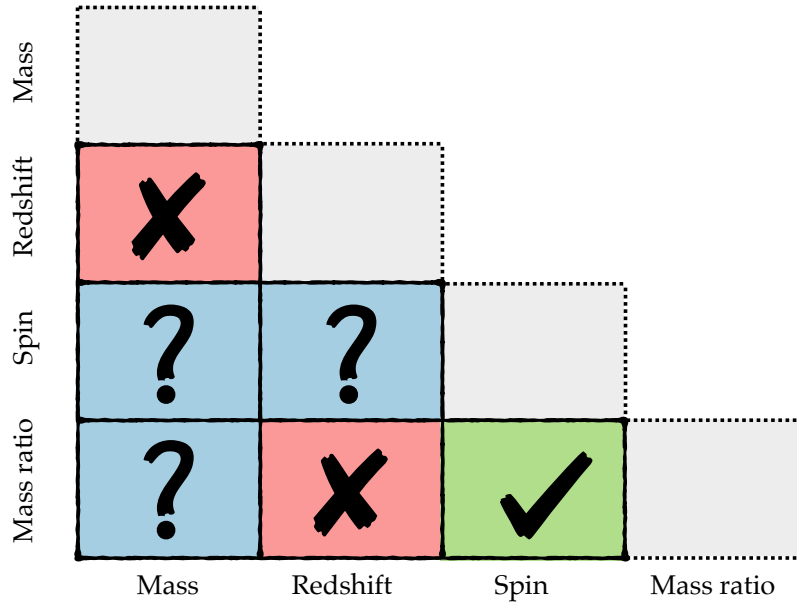 Mass
Redshift
✘
Spin
? ?
Mass ratio
? ✘ ✓
Mass Redshift Spin Mass ratio